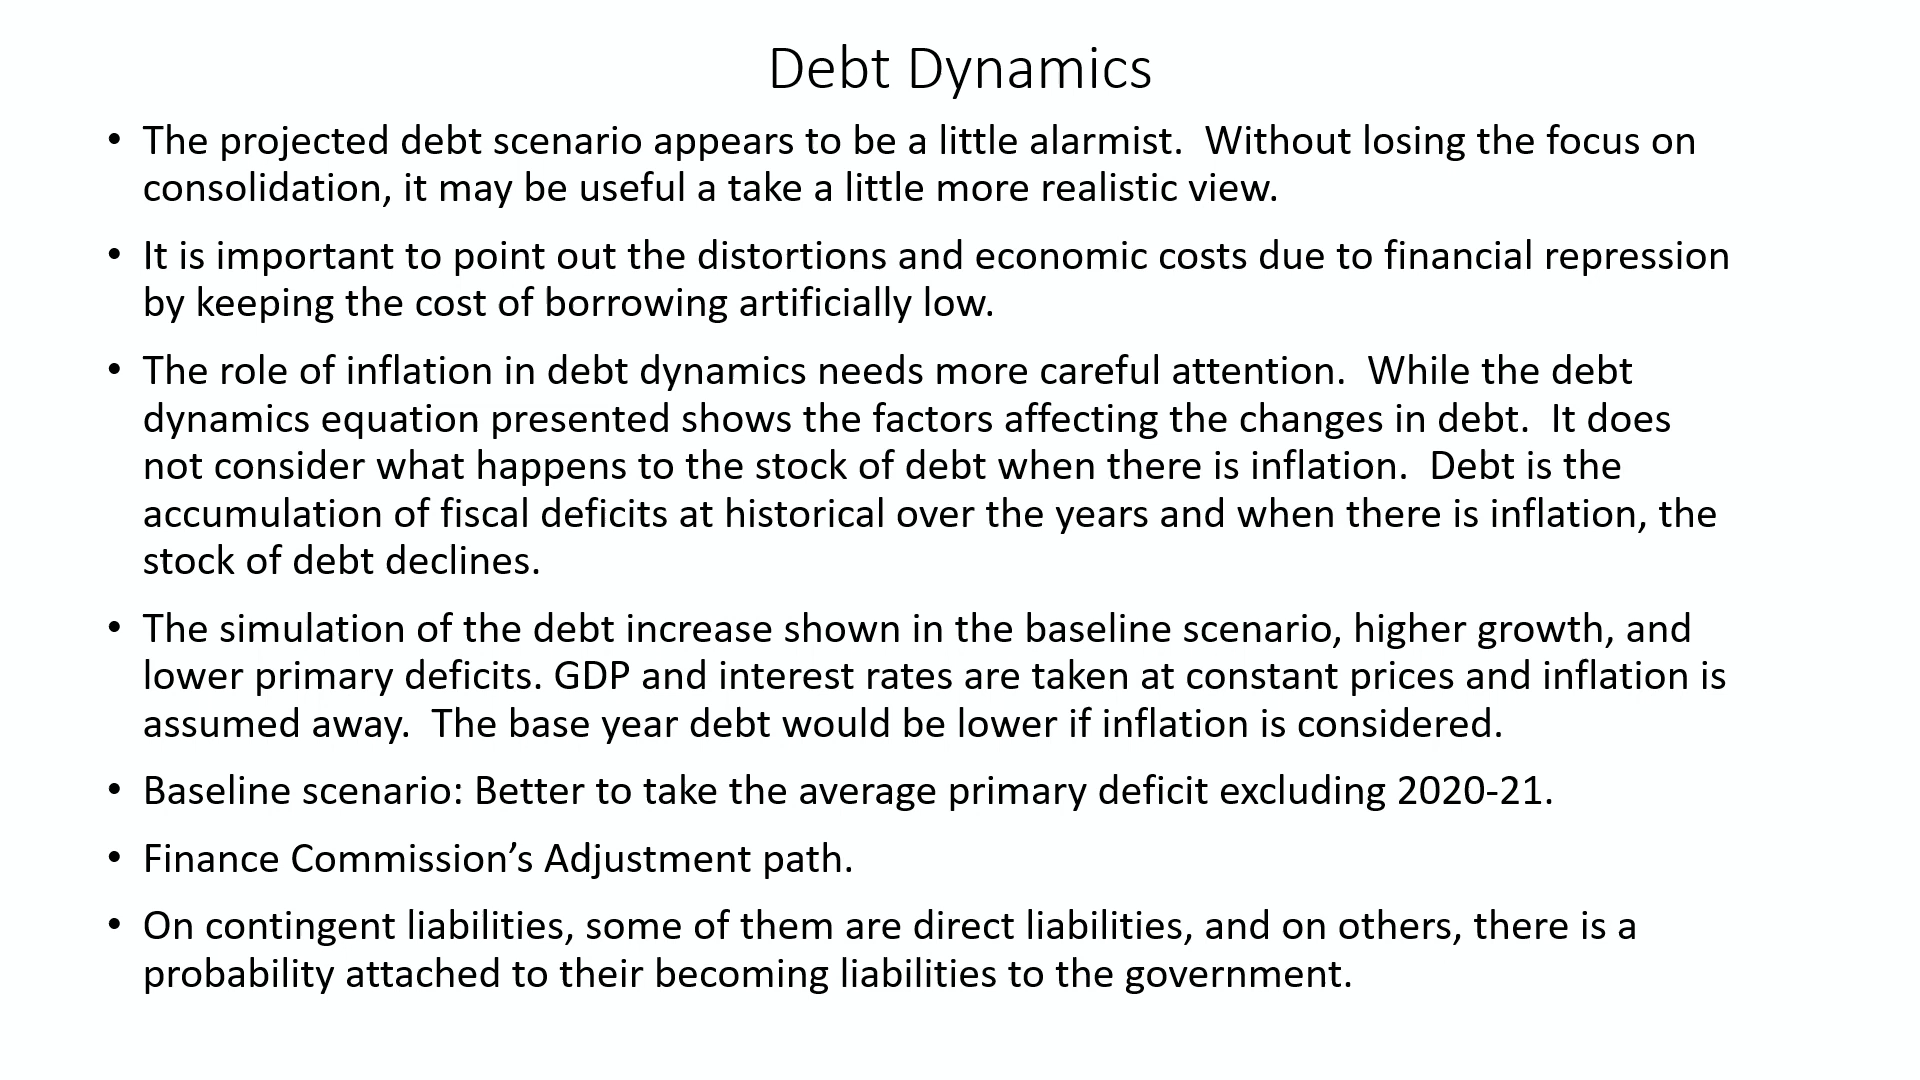 Debt Dynamics
• The projected debt scenario appears to be a little alarmist.  Without losing the focus on
consolidation, it may be useful a take a little more realistic view.
• It is important to point out the distortions and economic costs due to financial repression
by keeping the cost of borrowing artificially low.
• The role of inflation in debt dynamics needs more careful attention.  While the debt
dynamics equation presented shows the factors affecting the changes in debt.  It does
not consider what happens to the stock of debt when there is inflation.  Debt is the
accumulation of fiscal deficits at historical over the years and when there is inflation, the
stock of debt declines.
• The simulation of the debt increase shown in the baseline scenario, higher growth, and
lower primary deficits. GDP and interest rates are taken at constant prices and inflation is
assumed away.  The base year debt would be lower if inflation is considered.
• Baseline scenario: Better to take the average primary deficit excluding 2020-21.
• Finance Commission’s Adjustment path.
• On contingent liabilities, some of them are direct liabilities, and on others, there is a
probability attached to their becoming liabilities to the government.